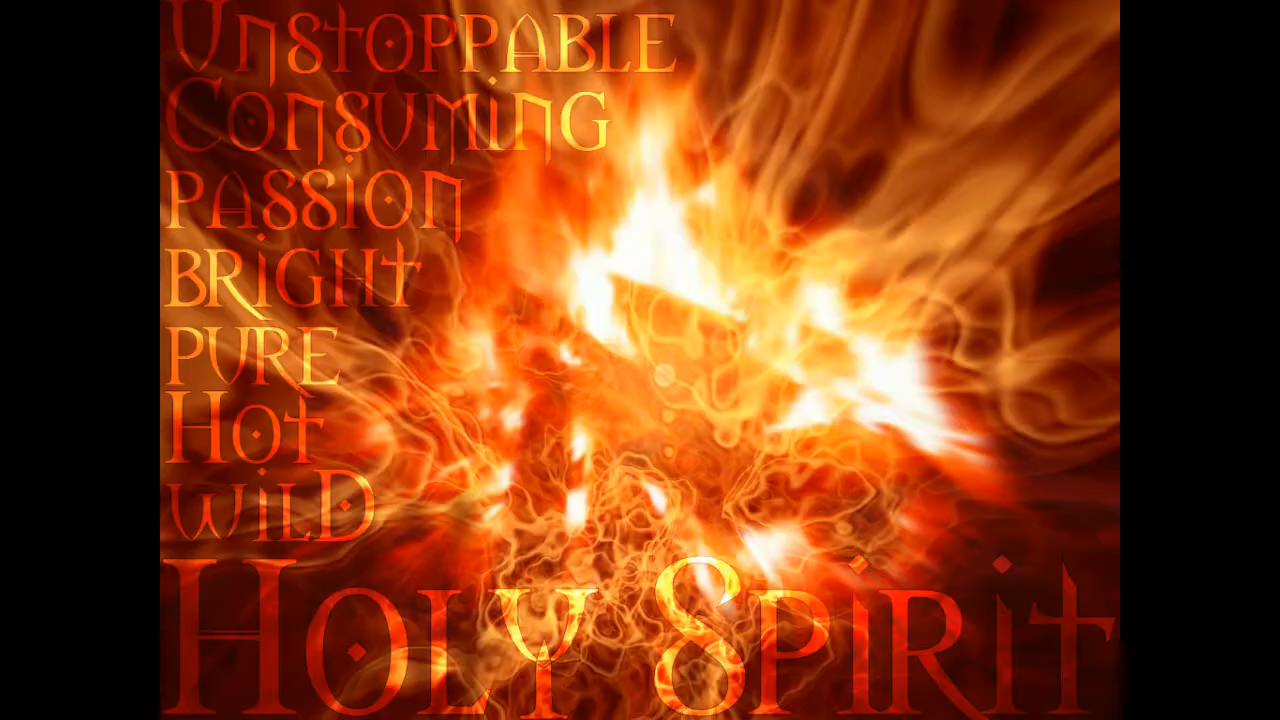 Unstoppable
Consuming
Passion
Bright
Pure
Hot
Wild
Holy Spirit